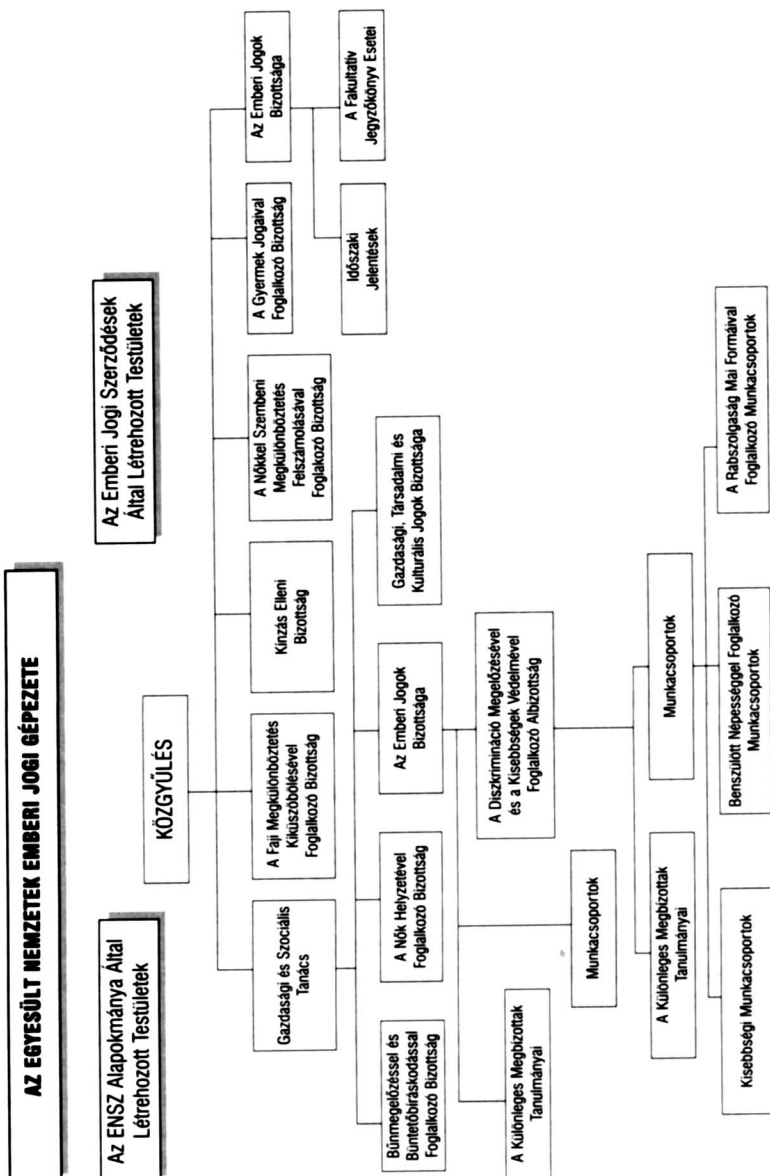 AZ EGYESÜLT NEMZETEK EMBERI JOGI GÉPEZETE
Az ENSZ Alapokmánya Által
Létrehozott Testületek
Az Emberi Jogi Szerződések
Által Létrehozott Testületek
KÖZGYŰLÉS
Gazdasági és Szociális
Tanács
A Faji Megkülönböztetés
Kiküszöbölésével
Foglalkozó Bizottság
Kínzás Elleni
Bizottság
A Nőkkel Szembeni
Megkülönböztetés
Felszámolásával
Foglakozó Bizottság
A Gyermek Jogaival
Foglalkozó Bizottság
Az Emberi Jogok
Bizottsága
Időszaki
Jelentések
A Fakultatív
Jegyzőkönyv Esetei
Bűnmegelőzéssel és
Büntetőbíráskodással
Foglalkozó Bizottság
A Nők Helyzetével
Foglalkozó Bizottság
Az Emberi Jogok
Bizottsága
Gazdasági, Társadalmi és
Kulturális Jogok Bizottsága
A Különleges Megbízottak
Tanulmányai
Munkacsoportok
A Diszkrimináció Megelőzésével
és a Kisebbségek Védelmével
Foglalkozó Albizottság
A Különleges Megbízottak
Tanulmányai
Munkacsoportok
Kisebbségi Munkacsoportok
Benszülött Népességgel Foglalkozó
Munkacsoportok
A Rabszolgaság Mai Formáival
Foglalkozó Munkacsoportok